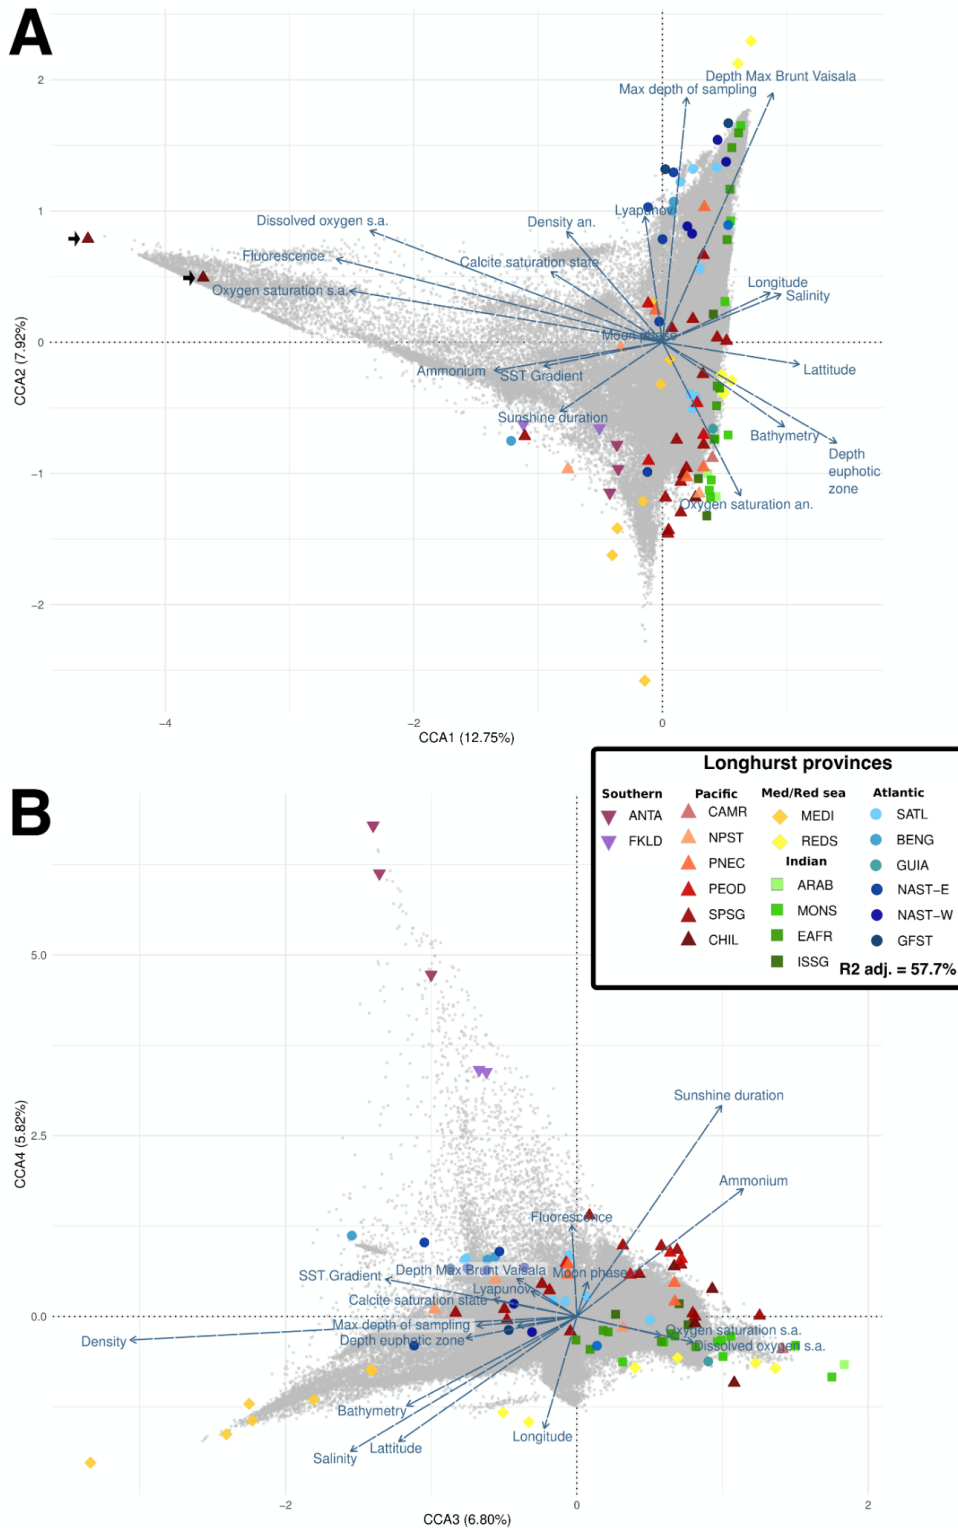 A
Depth Max Brunt Vaisala
Max depth of sampling
2
1
0
−1
−2
CCA2 (7.92%)
Dissolved oxygen s.a.
Density an.
Lyapunov
Fluorescence
Calcite saturation state
Oxygen saturation s.a.
Longitude
Salinity
Moon phase
Ammonium
SST Gradient
Lattitude
Sunshine duration
Bathymetry
Depth
euphotic
zone
Oxygen saturation an.
−4
−2
0
CCA1 (12.75%)
Longhurst provinces
Southern
ANTA
FKLD
Pacific
CAMR
NPST
PNEC
PEOD
SPSG
CHIL
Med/Red sea
MEDI
REDS
Indian
ARAB
MONS
EAFR
ISSG
Atlantic
SATL
BENG
GUIA
NAST−E
NAST−W
GFST
R2 adj. = 57.7%
B
5.0
2.5
0.0
CCA4 (5.82%)
Sunshine duration
Ammonium
Fluorescence
SST Gradient
Depth Max Brunt Vaisala
Moon phase
Lyapunov
Calcite saturation state
Max depth of sampling
Density
Depth euphotic zone
Oxygen saturation s.a.
Dissolved oxygen s.a.
Bathymetry
Longitude
Lattitude
Salinity
−2
0
2
CCA3 (6.80%)